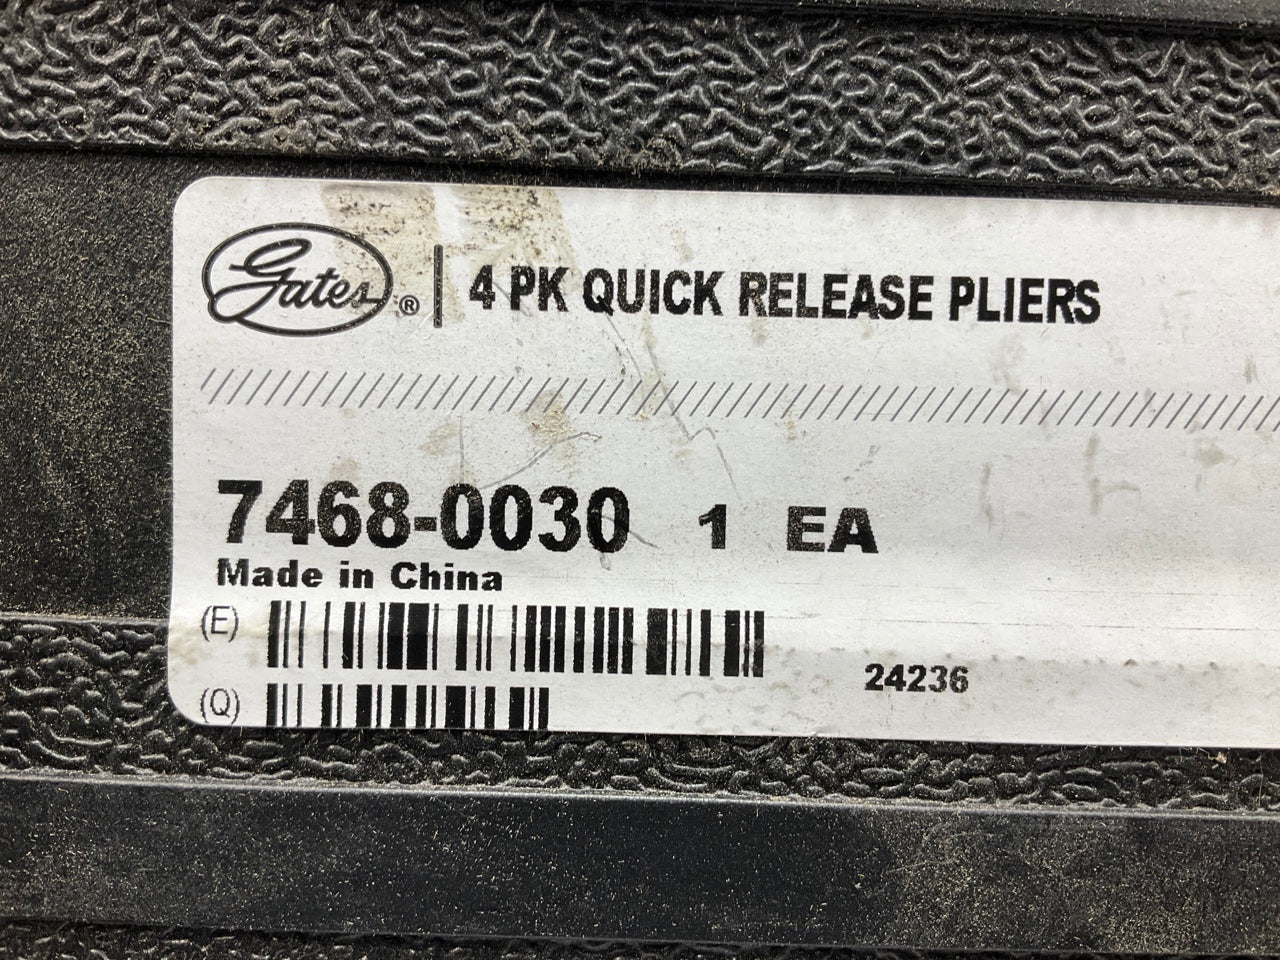 Gates ® | 4 PK QUICK RELEASE PLIERS
7468-0030 1 EA
Made in China
(E)
24236
(Q)